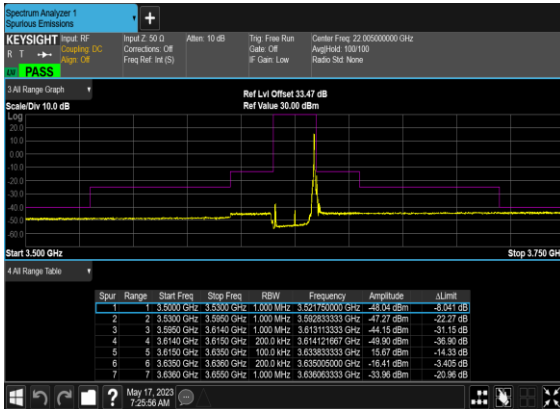 Spectrum Analyzer 1
Spurious Emissions
KEYSIGHT Input: RF
R T Coupling: DC
Align: Off
LXI PASS
Input Z: 50 Ω
Corrections: Off
Freq Ref: Int (S)
Atten: 10 dB
Trig: Free Run
Gate: Off
IF Gain: Low
Center Freq: 22.005000000 GHz
Avg|Hold: 100/100
Radio Std: None
3 All Range Graph
Scale/Div 10.0 dB
Ref Lvl Offset 33.47 dB
Ref Value 30.00 dBm
Log
20.0
10.0
0.00
-10.0
-20.0
-30.0
-40.0
-50.0
-60.0
Start 3.500 GHz
Stop 3.750 GH
4 All Range Table
Spur Range Start Freq Stop Freq RBW Frequency Amplitude ΔLimit
1 1 3.5000 GHz 3.5300 GHz 1.000 MHz 3.521750000 GHz -48.04 dBm -8.041 dB
2 2 3.5300 GHz 3.5950 GHz 1.000 MHz 3.592833333 GHz -47.27 dBm -22.27 dB
3 3 3.5950 GHz 3.6140 GHz 1.000 MHz 3.613113333 GHz -44.15 dBm -31.15 dB
4 4 3.6140 GHz 3.6150 GHz 200.0 kHz 3.614121667 GHz -49.90 dBm -36.90 dB
5 5 3.6150 GHz 3.6350 GHz 100.0 kHz 3.633833333 GHz 15.67 dBm -14.33 dB
6 6 3.6350 GHz 3.6360 GHz 200.0 kHz 3.635005000 GHz -16.41 dBm -3.405 dB
7 7 3.6360 GHz 3.6550 GHz 1.000 MHz 3.636063333 GHz -33.96 dBm -20.96 dB
May 17, 2023
7:25:56 AM